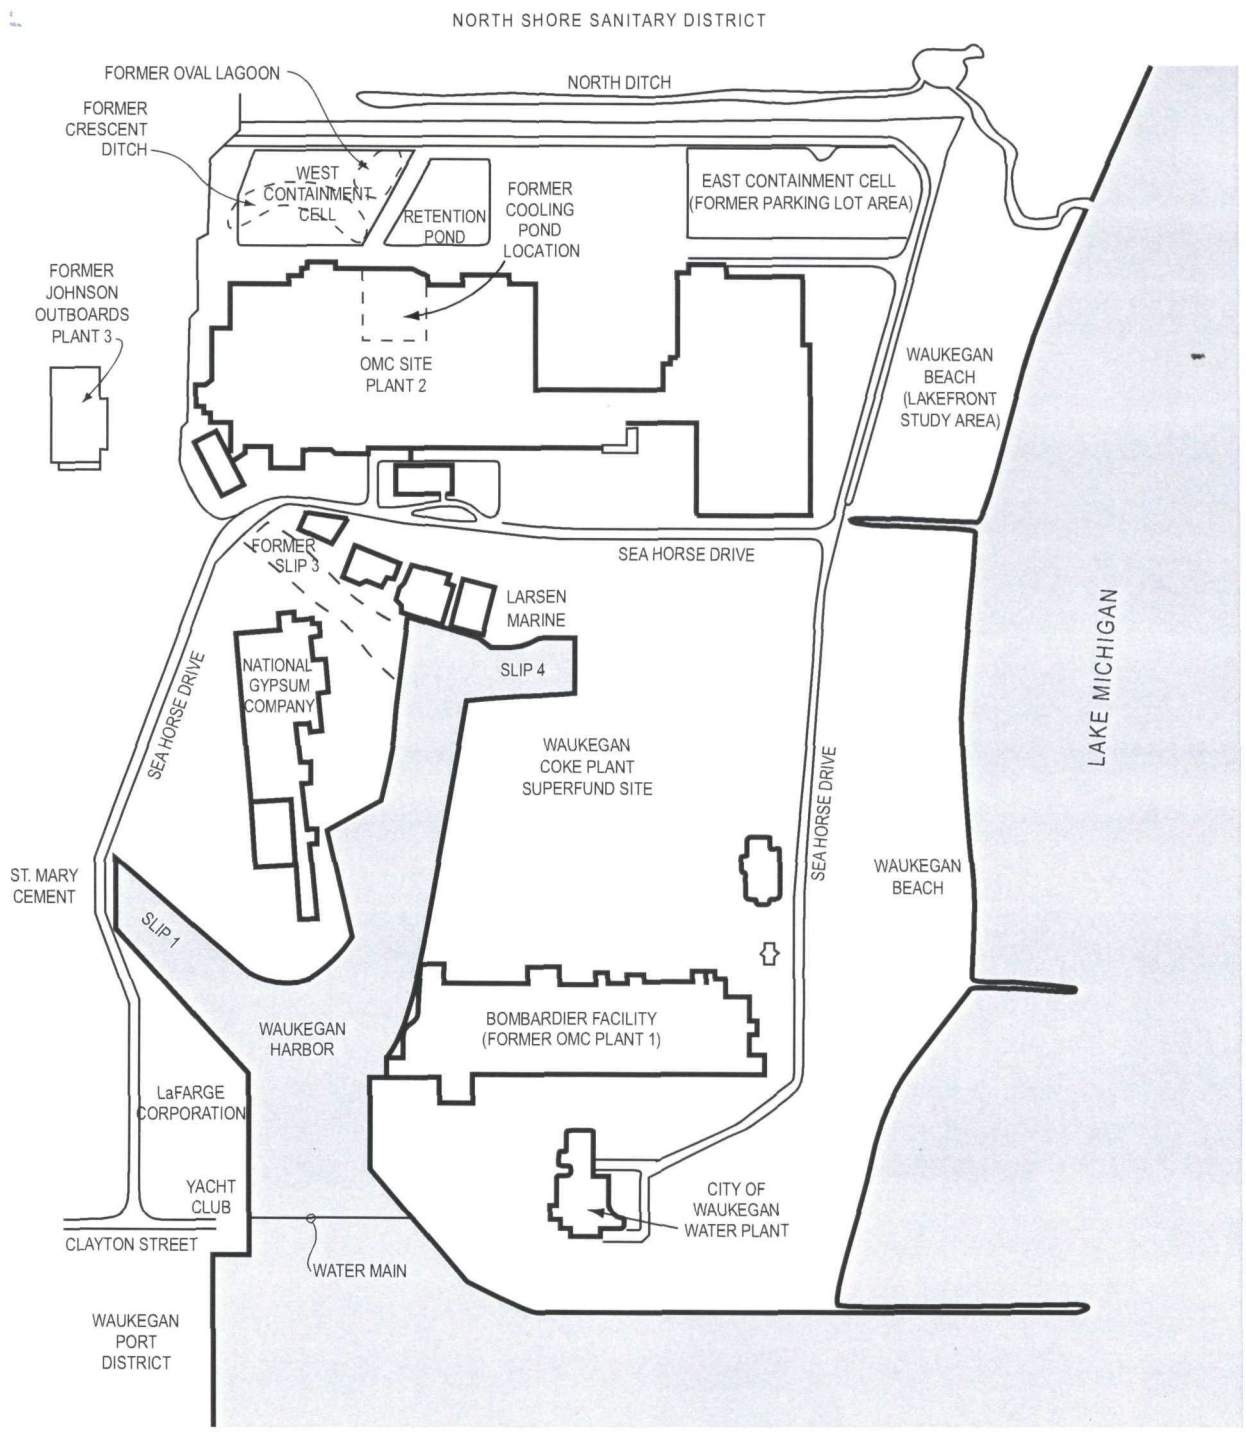 NORTH SHORE SANITARY DISTRICT
FORMER OVAL LAGOON
NORTH DITCH
FORMER
CRESCENT
DITCH
WEST
CONTAINMENT
CELL
RETENTION
POND
FORMER
COOLING
POND
LOCATION
EAST CONTAINMENT CELL
(FORMER PARKING LOT AREA)
FORMER
JOHNSON
OUTBOARDS
PLANT 3
OMC SITE
PLANT 2
WAUKEGAN
BEACH
(LAKEFRONT
STUDY AREA)
FORMER
SLIP 3
SEA HORSE DRIVE
LARSEN
MARINE
SLIP 4
NATIONAL
GYPSUM
COMPANY
SEA HORSE DRIVE
LAKE MICHIGAN
WAUKEGAN
COKE PLANT
SUPERFUND SITE
SEA HORSE DRIVE
ST. MARY
CEMENT
SLIP 1
WAUKEGAN
BEACH
WAUKEGAN
HARBOR
BOMBARDIER FACILITY
(FORMER OMC PLANT 1)
LaFARGE
CORPORATION
YACHT
CLUB
CITY OF
WAUKEGAN
WATER PLANT
CLAYTON STREET
WATER MAIN
WAUKEGAN
PORT
DISTRICT